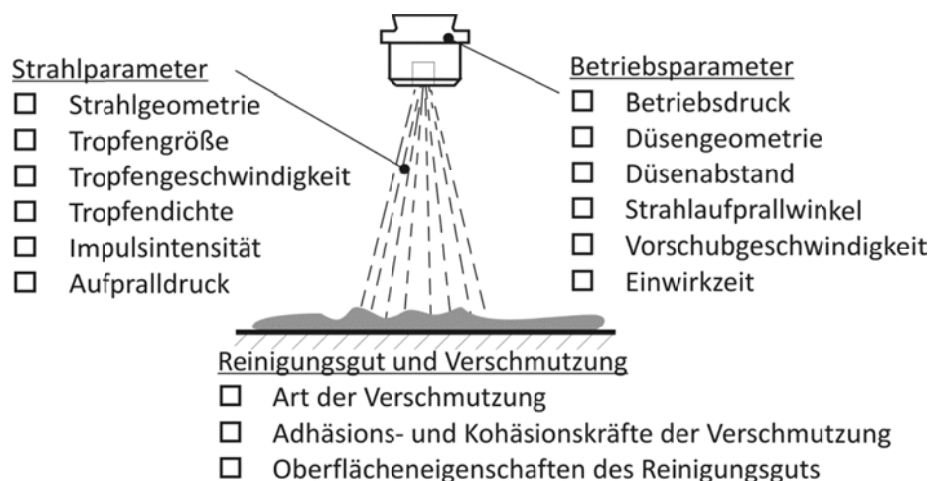 Strahlparameter
Strahlgeometrie
Tropfengröße
Tropfengeschwindigkeit
Tropfendichte
Impulsintensität
Aufpralldruck
Betriebsparameter
Betriebsdruck
Düsengeometrie
Düsenabstand
Strahlaufprallwinkel
Vorschubgeschwindigkeit
Einwirkzeit
Reinigungsgut und Verschmutzung
Art der Verschmutzung
Adhäsions- und Kohäsionskräfte der Verschmutzung
Oberflächeneigenschaften des Reinigungsguts